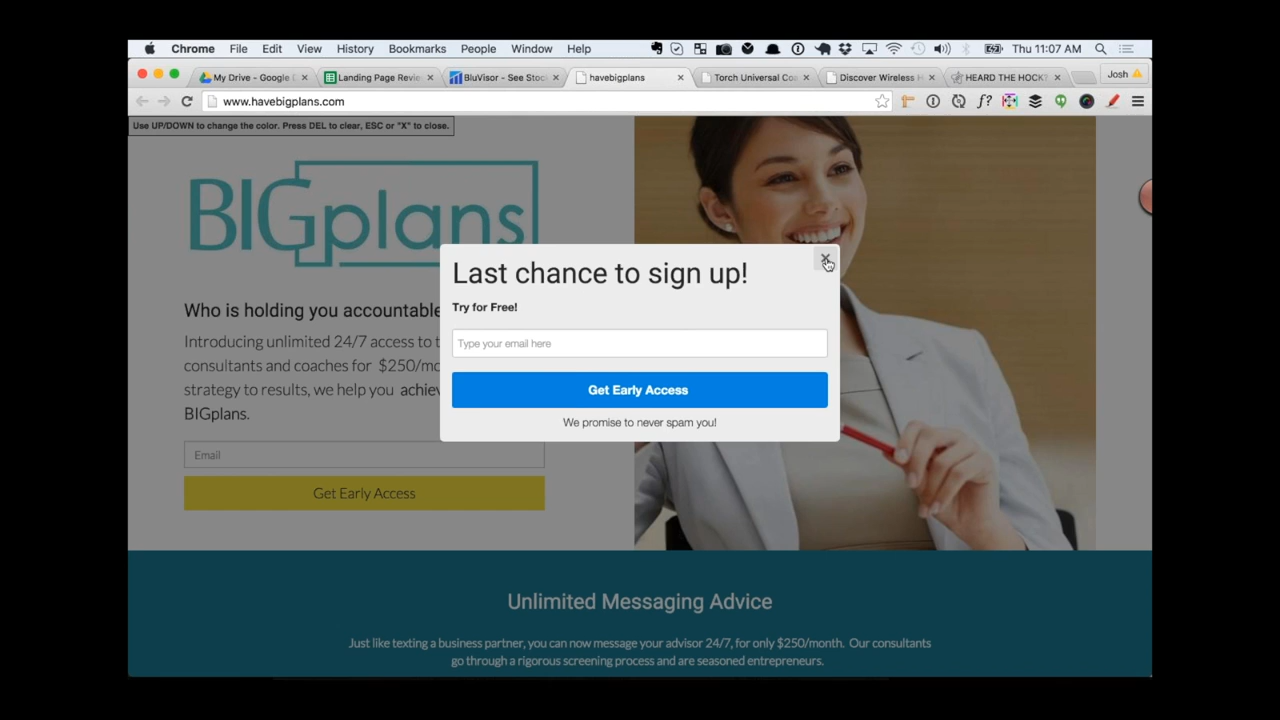 Chrome File Edit View History Bookmarks People Window Help Thu 11:07 AM
My Drive - Google D
Landing Page Revie
BluVisor - See Stoc
havebigplans
Torch Universal Co
Discover Wireless H
HEARD THE HOCK?
Josh
www.havebigplans.com
f?
Use UP/DOWN to change the color. Press DEL to clear, ESC or "X" to close.
BIGplans
Last chance to sign up!
Try for Free!
Type your email here
Get Early Access
We promise to never spam you!
Who is holding you accountable
Introducing unlimited 24/7 access to t
consultants and coaches for $250/mo
strategy to results, we help you achiev
BIGplans.
Email
Get Early Access
Unlimited Messaging Advice
Just like texting a business partner, you can now message your advisor 24/7, for only $250/month. Our consultants
go through a rigorous screening process and are seasoned entrepreneurs.